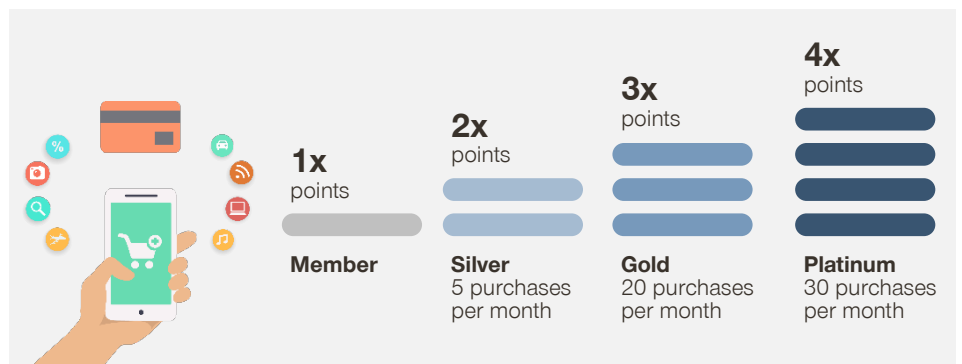 1x
points
Member
2x
points
Silver
5 purchases
per month
3x
points
Gold
20 purchases
per month
4x
points
Platinum
30 purchases
per month
%